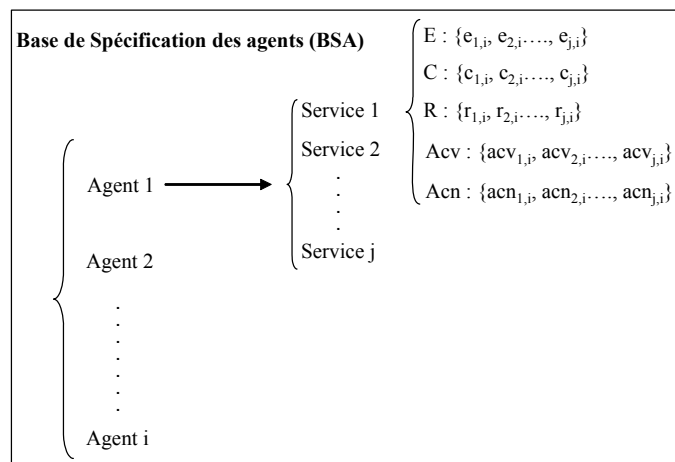 Base de Spécification des agents (BSA)
E : {e1,i, e2,i…., ej,i}
C : {c1,i, c2,i…., cj,i}
Service 1
R : {r1,i, r2,i…., rj,i}
Service 2
Acv : {acv1,i, acv2,i…., acvj,i}
Agent 1
Acn : {acn1,i, acn2,i…., acnj,i}
Service j
Agent 2
Agent i